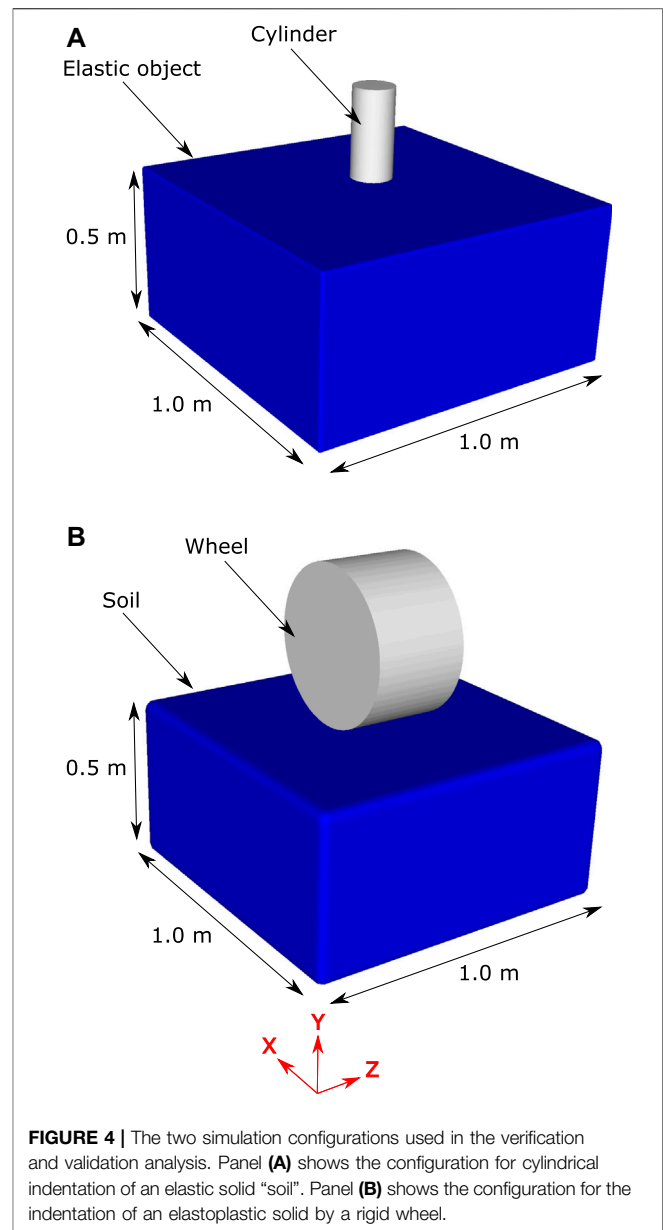 A
Cylinder
Elastic object
0.5 m
1.0 m
1.0 m
B
Wheel
Soil
0.5 m
1.0 m
1.0 m
Y
X
Z
FIGURE 4 | The two simulation configurations used in the verification
and validation analysis. Panel (A) shows the configuration for cylindrical
indentation of an elastic solid “soil”. Panel (B) shows the configuration for the
indentation of an elastoplastic solid by a rigid wheel.